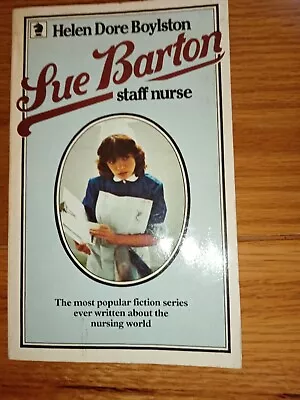 Helen Dore Boylston
Sue Barton
staff nurse
The most popular fiction series
ever written about the
nursing world